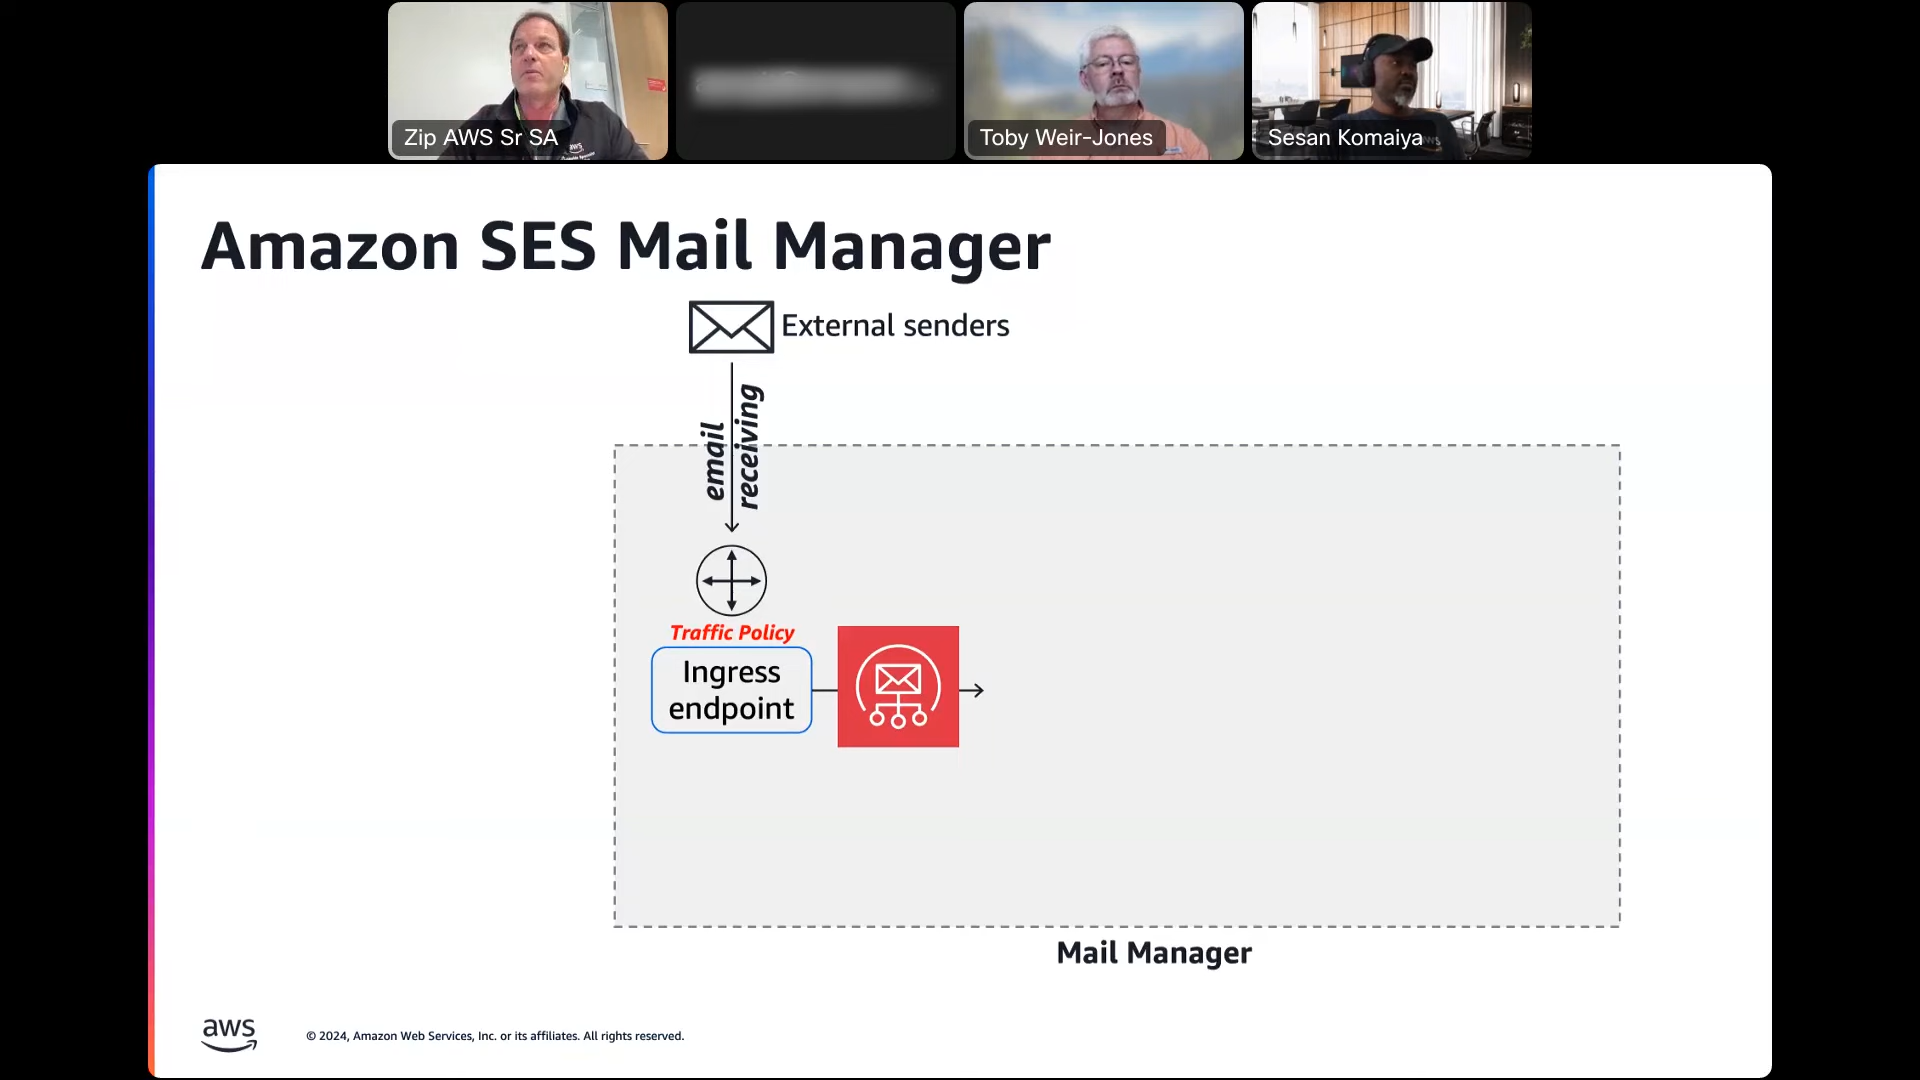 Zip AWS Sr SA
Toby Weir-Jones
Sesan Komaiya
aws
Amazon SES Mail Manager
External senders
email
receiving
Traffic Policy
Ingress
endpoint
Mail Manager
aws
© 2024, Amazon Web Services, Inc. or its affiliates. All rights reserved.